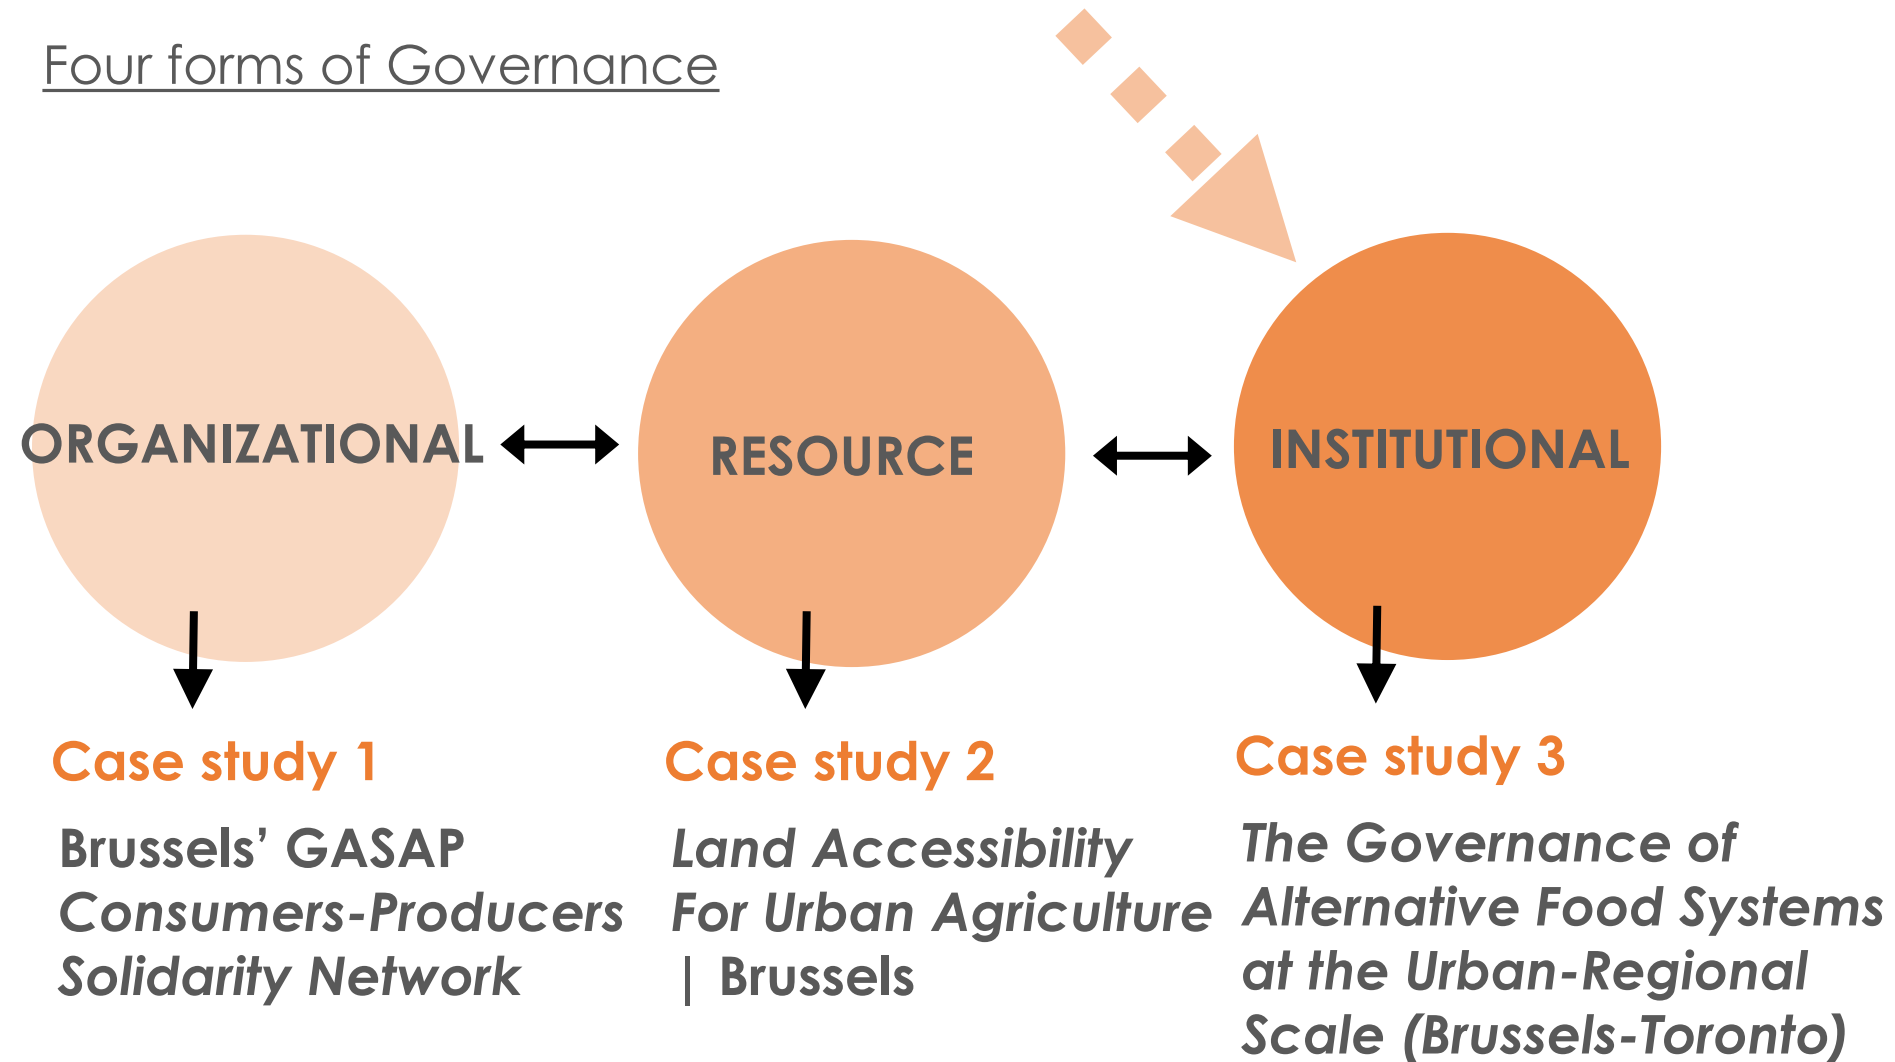 Four forms of Governance
ORGANIZATIONAL
RESOURCE
INSTITUTIONAL
Case study 1
Brussels’ GASAP
Consumers-Producers
Solidarity Network
Case study 2
Land Accessibility
For Urban Agriculture
| Brussels
Case study 3
The Governance of
Alternative Food Systems
at the Urban-Regional
Scale (Brussels-Toronto)